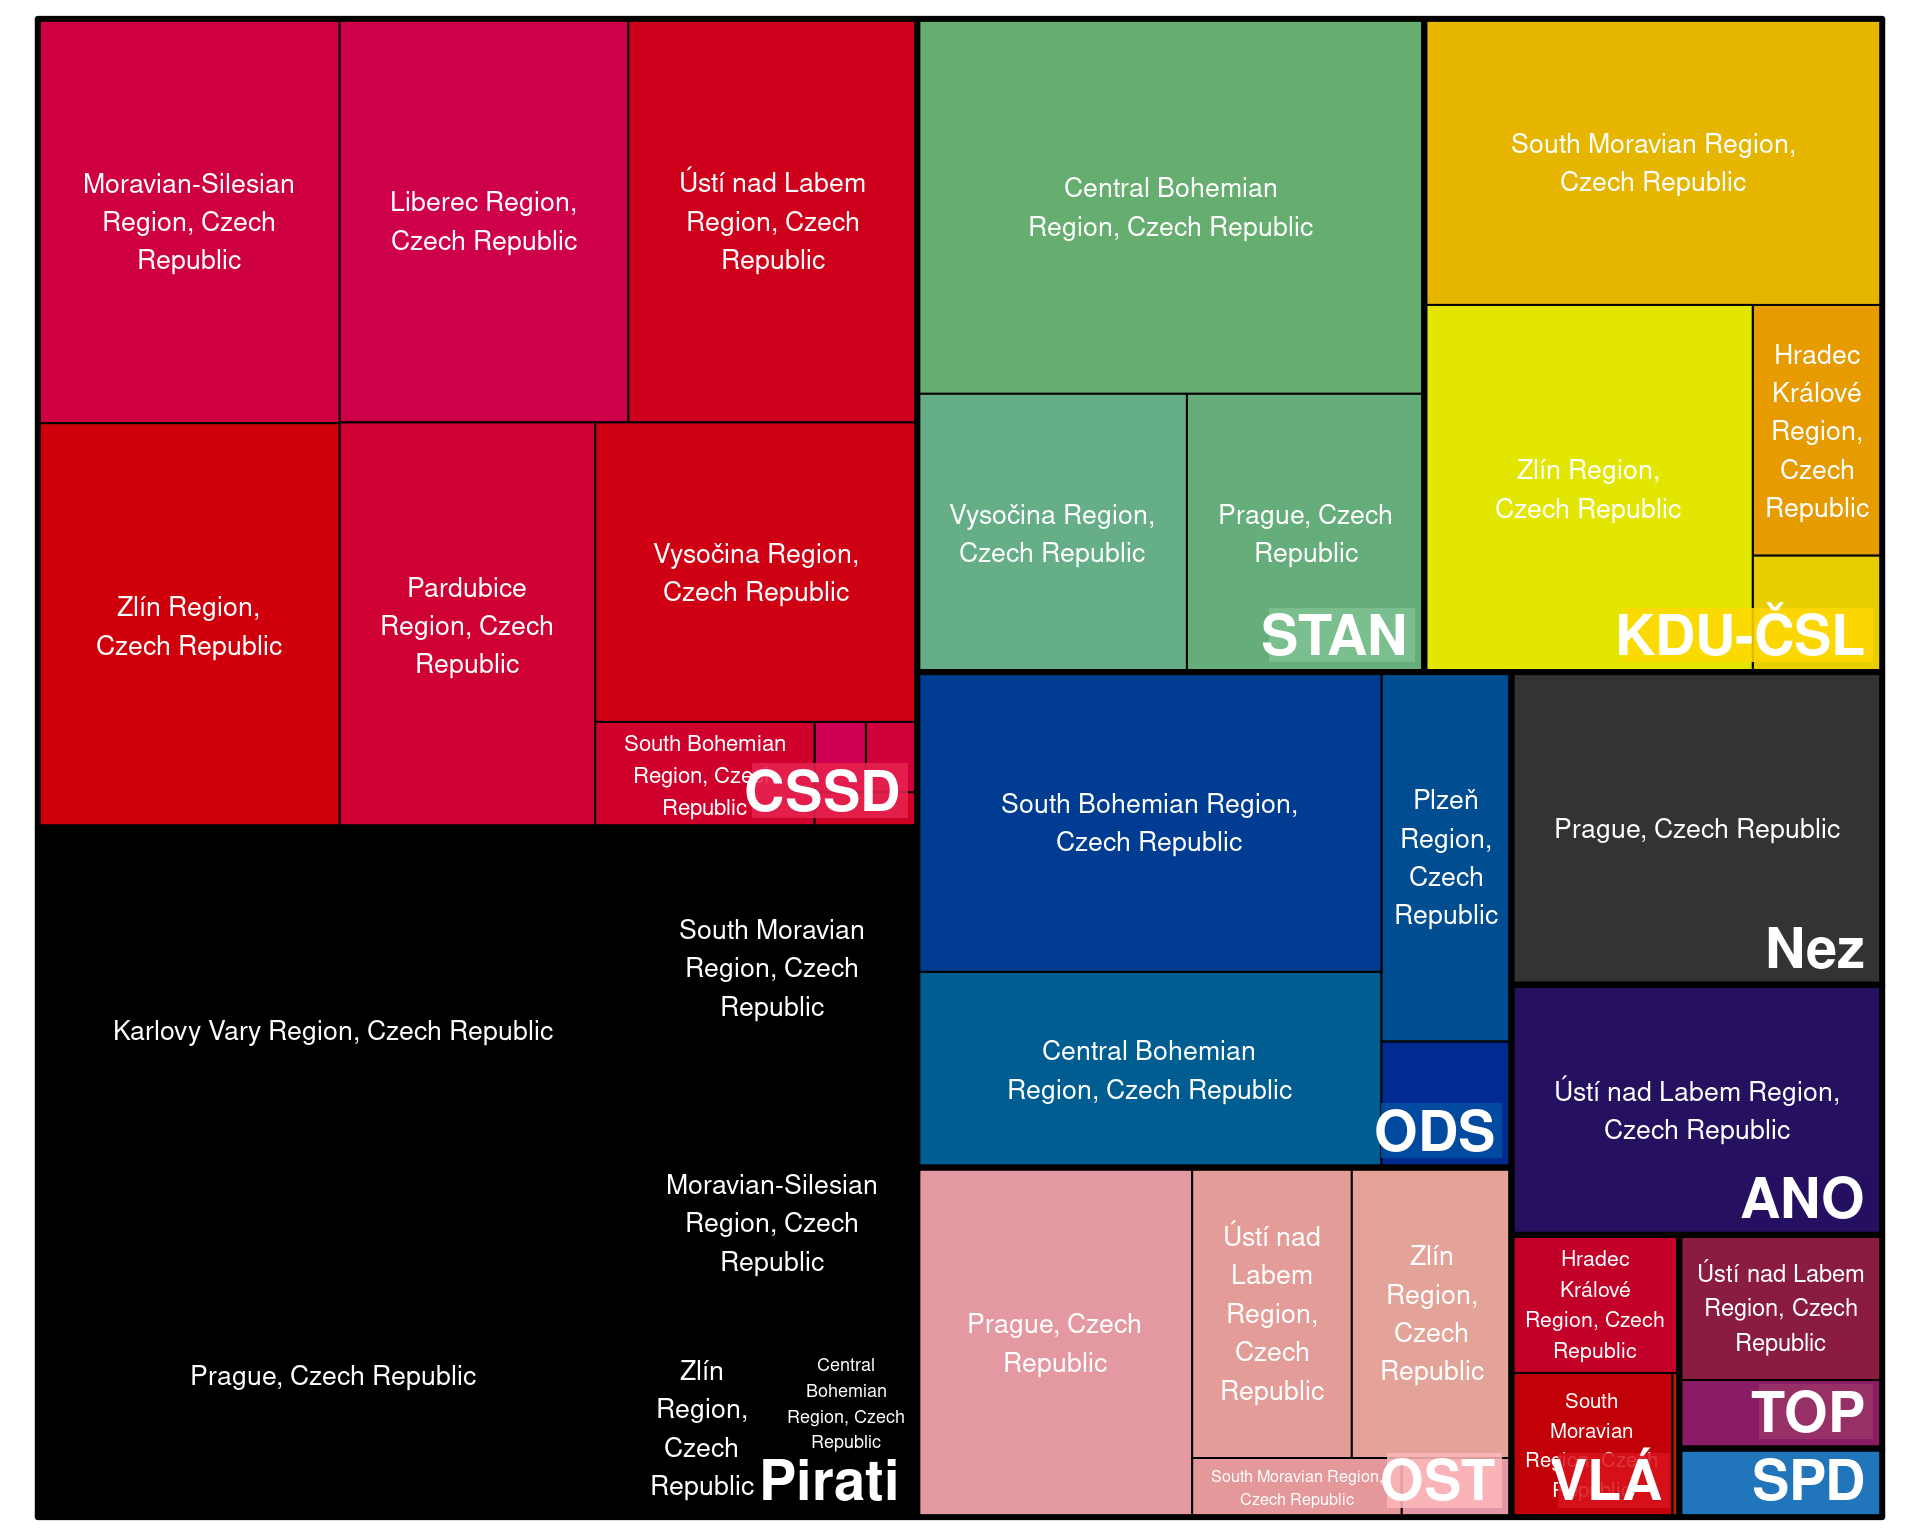 Moravian-Silesian
Region, Czech
Republic
Liberec Region,
Czech Republic
Ústí nad Labem
Region, Czech
Republic
Zlín Region,
Czech Republic
Pardubice
Region, Czech
Republic
Vysočina Region,
Czech Republic
South Bohemian
Region, Czech
Republic
CSSD
Central Bohemian
Region, Czech Republic
Vysočina Region,
Czech Republic
Prague, Czech
Republic
STAN
South Moravian Region,
Czech Republic
Zlín Region,
Czech Republic
Hradec
Králové
Region,
Czech
Republic
KDU-ČSL
Karlovy Vary Region, Czech Republic
South Moravian
Region, Czech
Republic
Moravian-Silesian
Region, Czech
Republic
Prague, Czech Republic
Zlín
Region,
Czech
Republic
Central
Bohemian
Region, Czech
Republic
Pirati
South Bohemian Region,
Czech Republic
Plzeň
Region,
Czech
Republic
Central Bohemian
Region, Czech Republic
ODS
Prague, Czech Republic
Nez
Ústí nad Labem Region,
Czech Republic
ANO
Prague, Czech
Republic
Ústí nad
Labem
Region,
Czech
Republic
Zlín
Region,
Czech
Republic
South Moravian Region,
Czech Republic
OST
Hradec
Králové
Region, Czech
Republic
South
Moravian
Region, Czech
Republic
VLÁ
Ústí nad Labem
Region, Czech
Republic
TOP
SPD